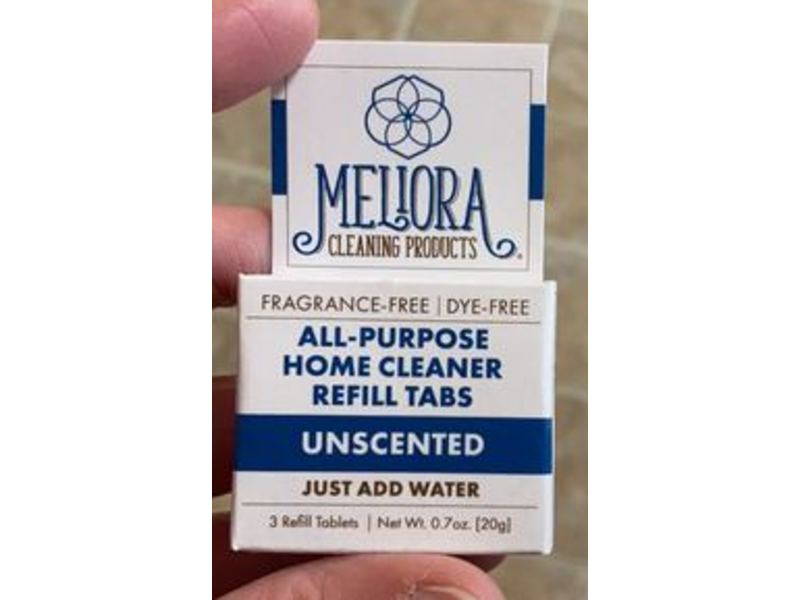 MELIORA
CLEANING PRODUCTS
FRAGRANCE-FREE | DYE-FREE
ALL-PURPOSE
HOME CLEANER
REFILL TABS
UNSCENTED
JUST ADD WATER
3 Refill Tablets | Net Wt. 0.7oz. [20g]